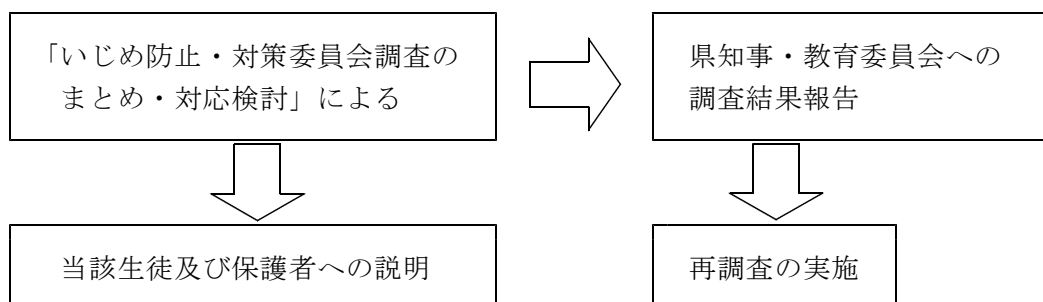 「いじめ防止・対策委員会調査の
まとめ・対応検討」による
県知事・教育委員会への
調査結果報告
当該生徒及び保護者への説明
再調査の実施